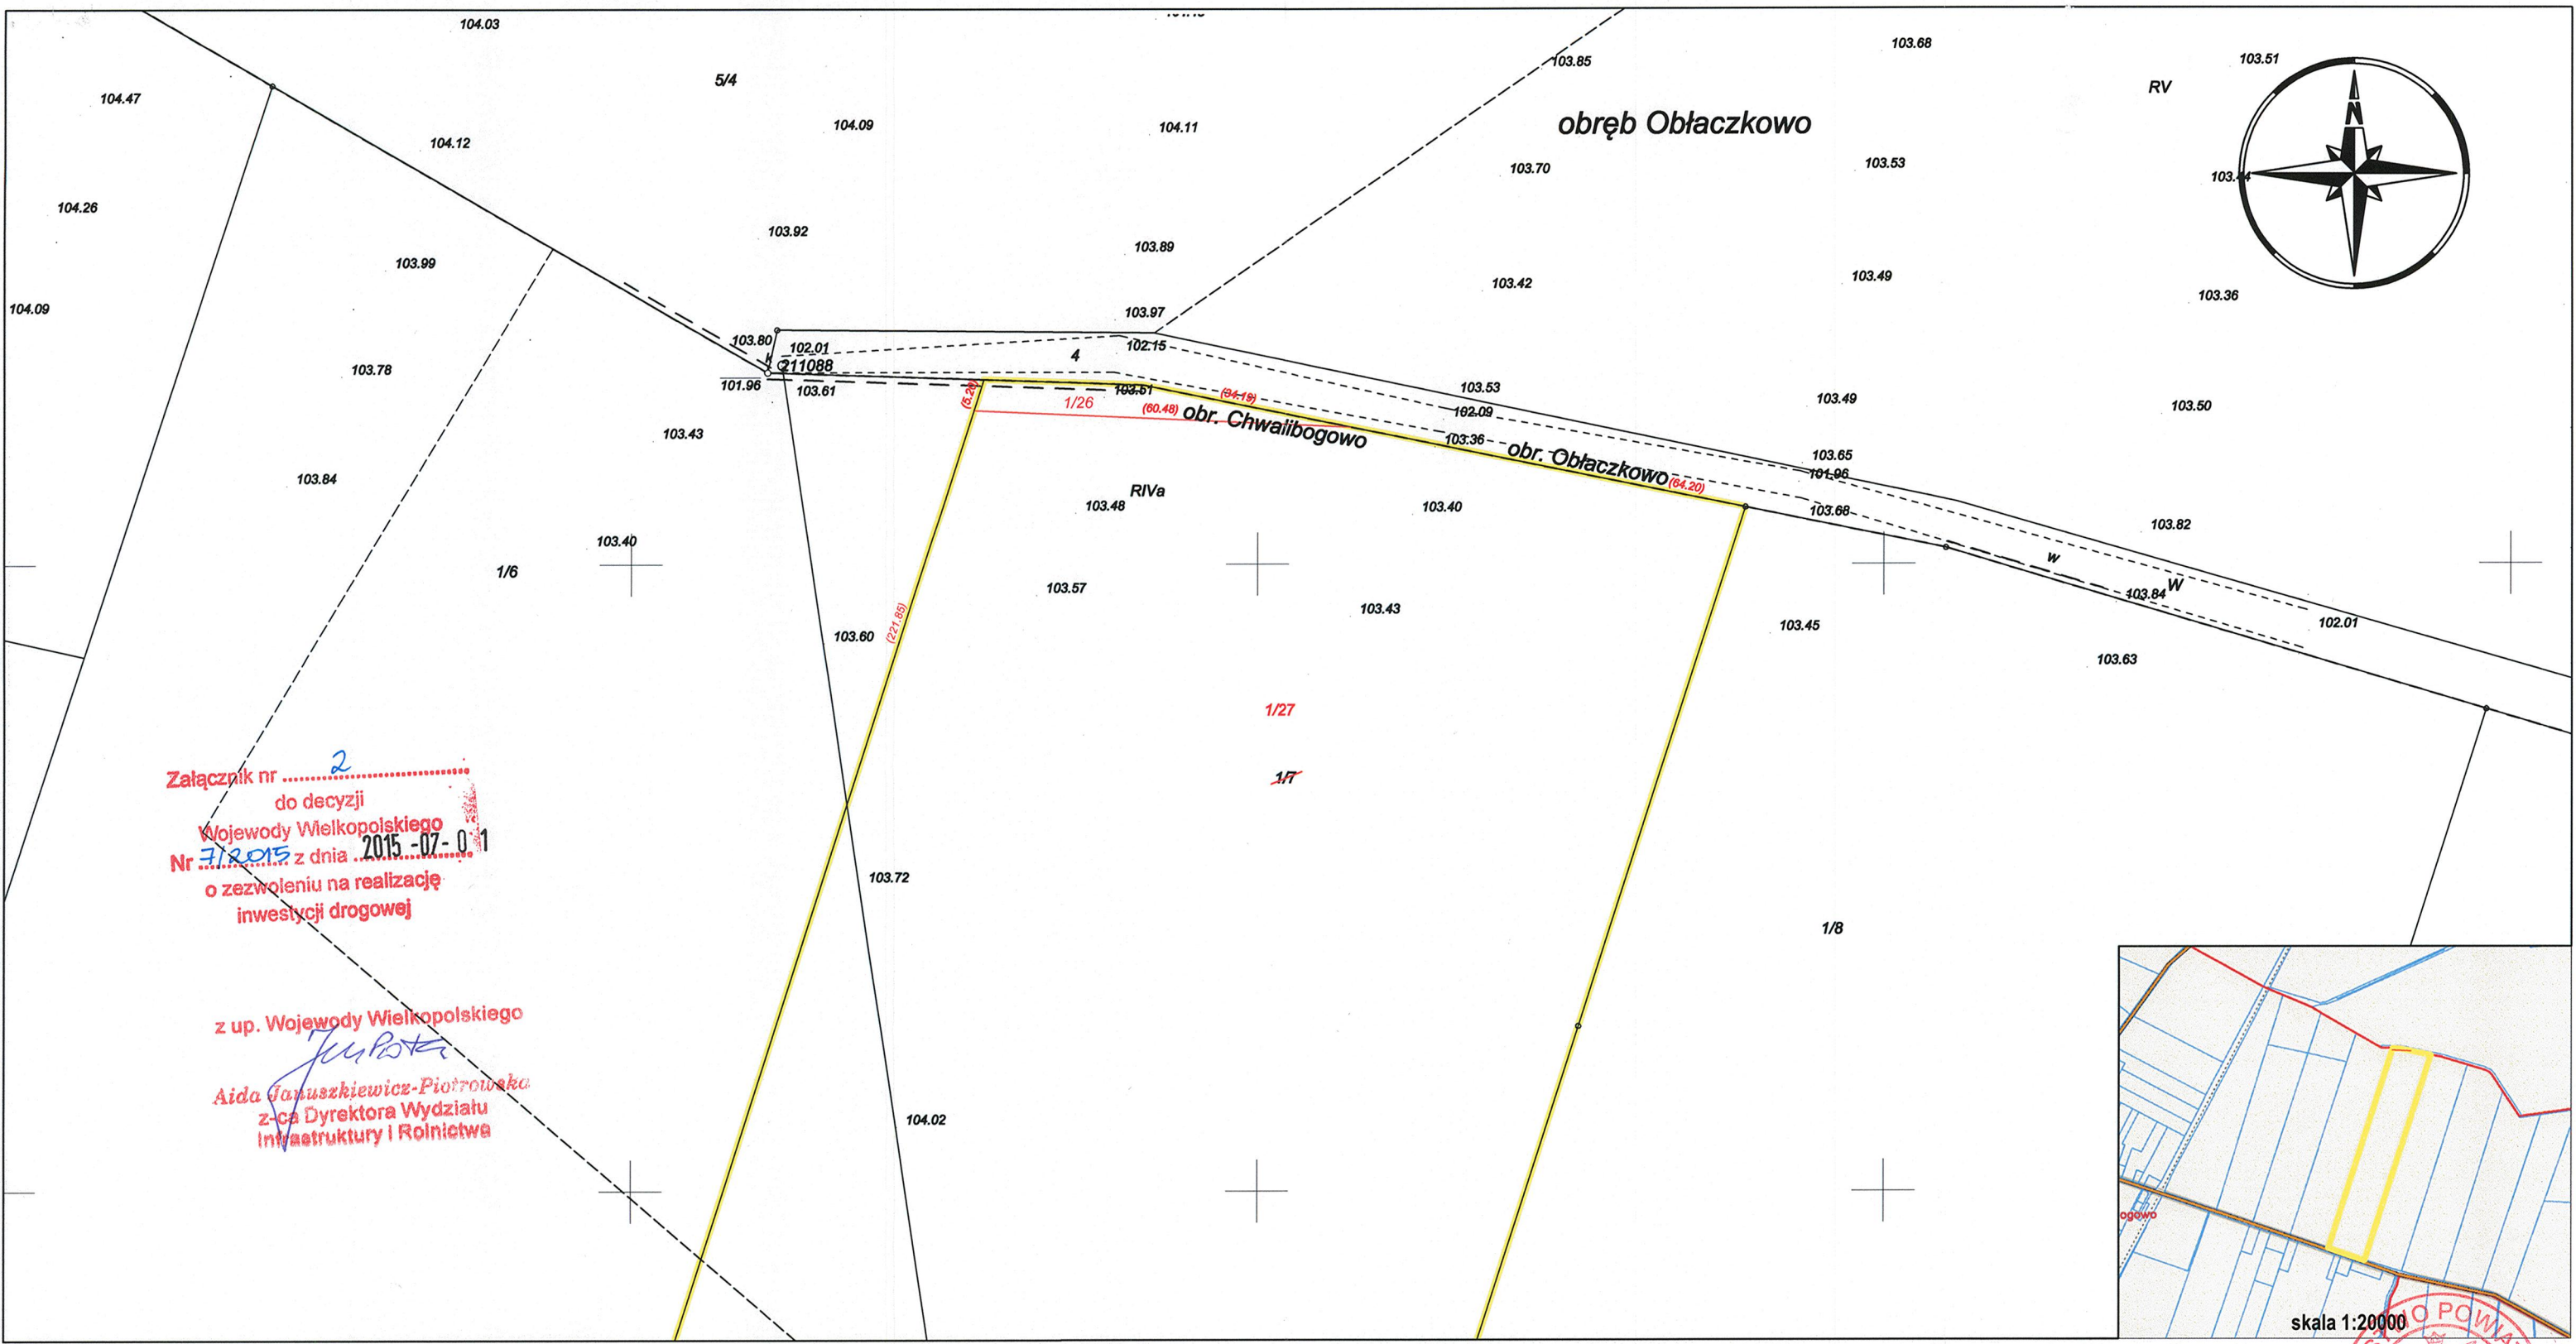 104.03
103.68
103.51
103.85
5/4
RV
104.47
N
104.09
104.11
obręb Obłaczkowo
104.12
103.70
103.53
104.26
103.92
103.89
103.99
103.42
103.49
103.36
104.09
103.97
103.80
102.01
102.15
4
k
211088
103.78
101.96
103.61
103.51
103.53
(5.20)
1/26
(60.48)
obr. Chwalibogowo
102.09
103.49
103.50
103.43
103.36
obr. Obłaczkowo
(64.20)
103.65
101.96
103.84
RIVa
103.48
103.40
103.68
103.82
103.40
1/6
w
W
103.57
103.84
103.43
103.60
(221.85)
103.45
102.01
103.63
1/27
1/7
Załącznik nr 2
do decyzji
Wojewody Wielkopolskiego
Nr 7/2015 z dnia 2015 -07- 0 1
o zezwoleniu na realizację
inwestycji drogowej
103.72
1/8
z up. Wojewody Wielkopolskiego
Aida Januszkiewicz-Piotrowska
z-ca Dyrektora Wydziału
Infrastruktury i Rolnictwa
104.02
ogowo
skala 1:20000